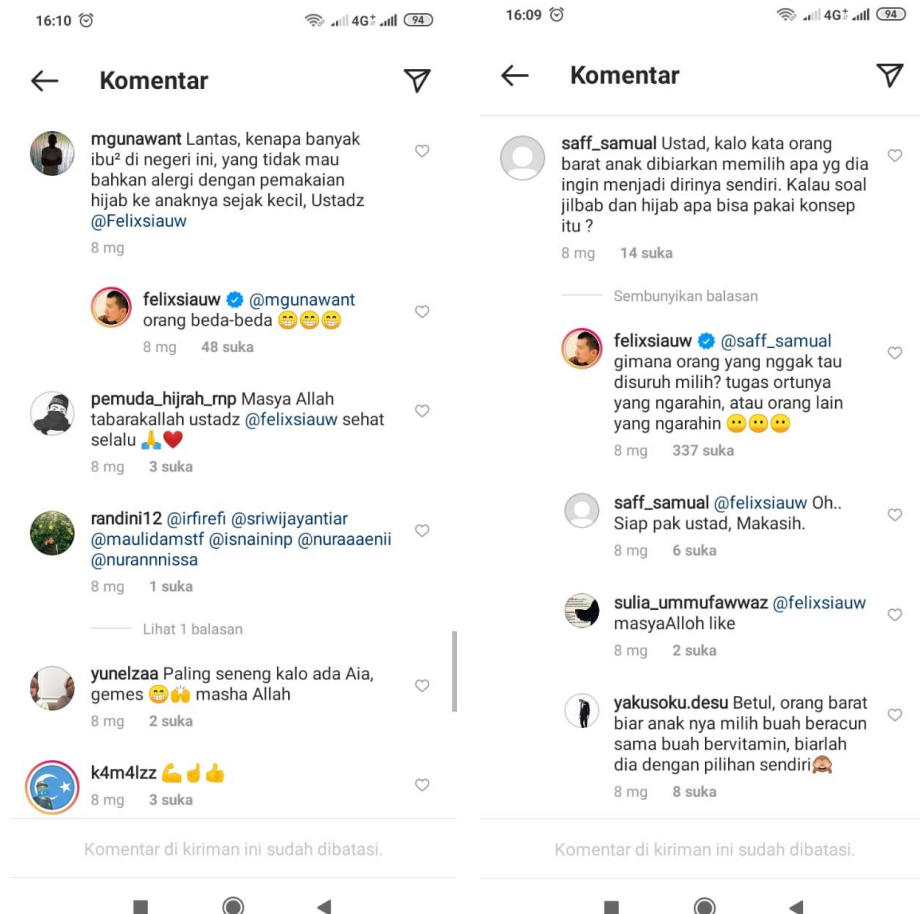 16:10
4G+ 94
Komentar
mgunawant Lantas, kenapa banyak
ibu² di negeri ini, yang tidak mau
bahkan alergi dengan pemakaian
hijab ke anaknya sejak kecil, Ustadz
@Felixsiauw
8 mg
felixsiauw @mgunawant
orang beda-beda 😁😁😁
8 mg 48 suka
pemuda_hijrah_rnp Masya Allah
tabarakallah ustadz @felixsiauw sehat
selalu 🙏❤️
8 mg 3 suka
randini12 @irfirefi @sriwijayantiar
@maulidamstf @isnaininp @nuraaaenii
@nurannnissa
8 mg 1 suka
Lihat 1 balasan
yunelzaa Paling seneng kalo ada Aia,
gemes 😁🙌 masha Allah
8 mg 2 suka
k4m4lzz 💪☝️👍
8 mg 3 suka
Komentar di kiriman ini sudah dibatasi.
16:09
4G+ 94
Komentar
saff_samual Ustad, kalo kata orang
barat anak dibiarkan memilih apa yg dia
ingin menjadi dirinya sendiri. Kalau soal
jilbab dan hijab apa bisa pakai konsep
itu ?
8 mg 14 suka
Sembunyikan balasan
felixsiauw @saff_samual
gimana orang yang nggak tau
disuruh milih? tugas ortunya
yang ngarahin, atau orang lain
yang ngarahin 😶😶😶
8 mg 337 suka
saff_samual @felixsiauw Oh..
Siap pak ustad, Makasih.
8 mg 6 suka
sulia_ummufawwaz @felixsiauw
masyaAlloh like
8 mg 2 suka
yakusoku.desu Betul, orang barat
biar anak nya milih buah beracun
sama buah bervitamin, biarlah
dia dengan pilihan sendiri🙈
8 mg 8 suka
Komentar di kiriman ini sudah dibatasi.